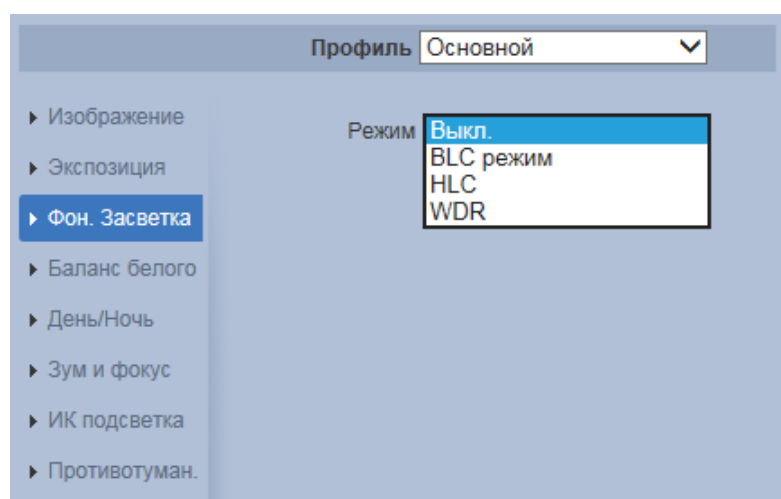 Профиль Основной
Изображение
Экспозиция
Фон. Засветка
Баланс белого
День/Ночь
Зум и фокус
ИК подсветка
Противотуман.
Режим Выкл.
BLC режим
HLC
WDR